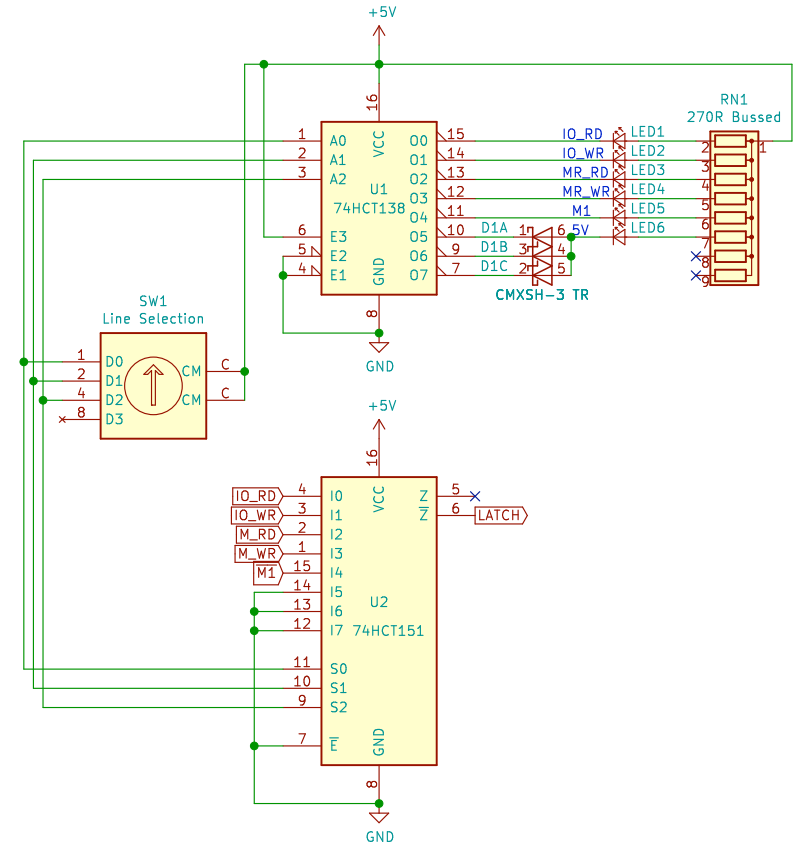 +5V
16
VCC
1 A0
2 A1
3 A2
6 E3
5 E2
4 E1
U1
74HCT138
GND
8
GND
O0 15
O1 14
O2 13
O3 12
O4 11
O5 10
O6 9
O7 7
IO_RD
IO_WR
MR_RD
MR_WR
M1
5V
LED1
LED2
LED3
LED4
LED5
LED6
D1A
D1B
D1C
1 6
3 4
2 5
CMXSH-3 TR
RN1
270R Bussed
1
2
3
4
5
6
7
8
9
SW1
Line Selection
1 D0
2 D1
4 D2
8 D3
CM C
CM C
+5V
16
VCC
IO_RD 4 I0
IO_WR 3 I1
M_RD 2 I2
M_WR 1 I3
M̅1̅ 15 I4
14 I5
13 I6
12 I7
11 S0
10 S1
9 S2
7 E̅
U2
74HCT151
Z 5
Z̅ 6 LATCH
GND
8
GND